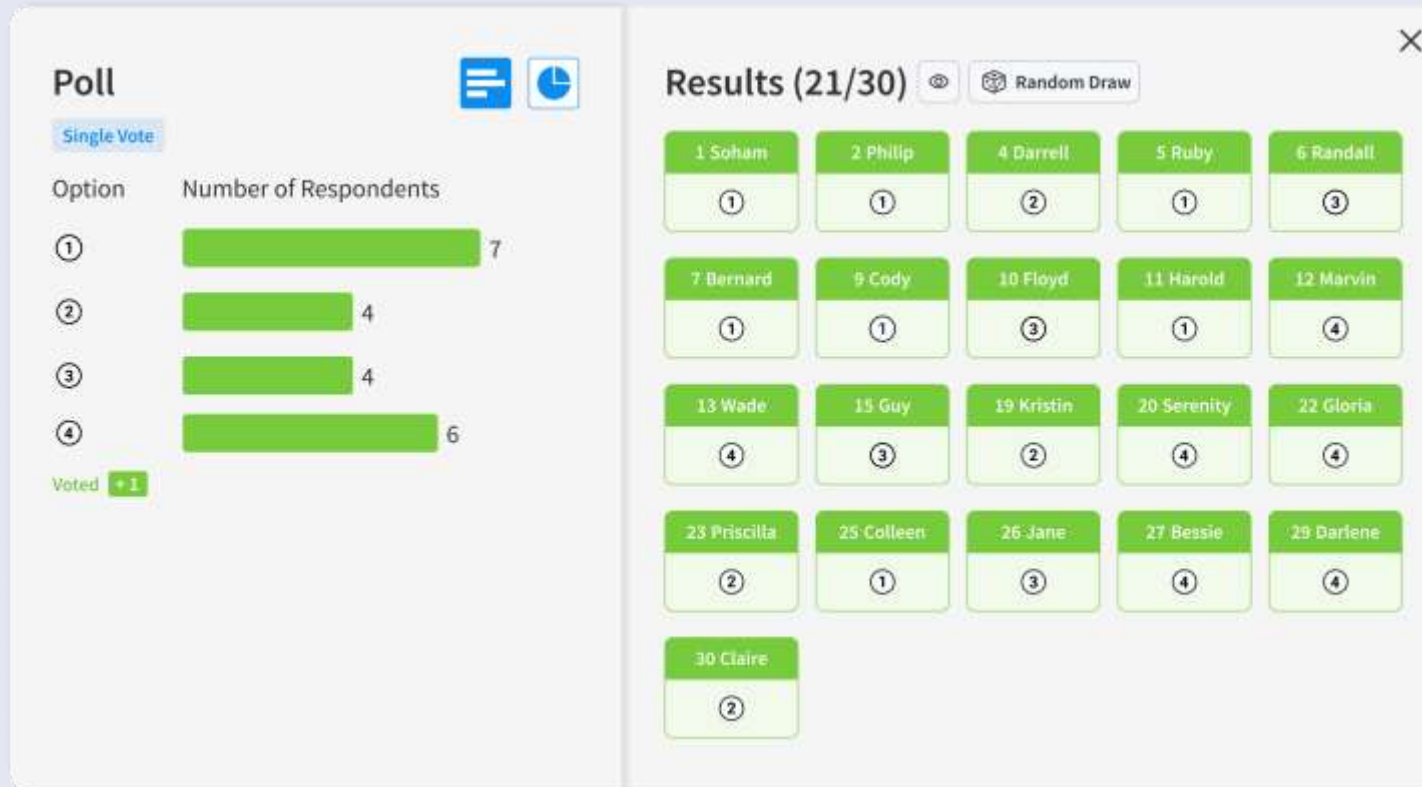 Poll
Single Vote
Option Number of Respondents
① 7
② 4
③ 4
④ 6
Voted +1
Results (21/30) Random Draw
1 Soham 2 Philip 4 Darrell 5 Ruby 6 Randall
① ① ② ① ③
7 Bernard 9 Cody 10 Floyd 11 Harold 12 Marvin
① ① ③ ① ④
13 Wade 15 Guy 19 Kristin 20 Serenity 22 Gloria
④ ③ ② ④ ④
23 Priscilla 25 Colleen 26 Jane 27 Bessie 29 Darlene
② ① ③ ④ ④
30 Claire
②